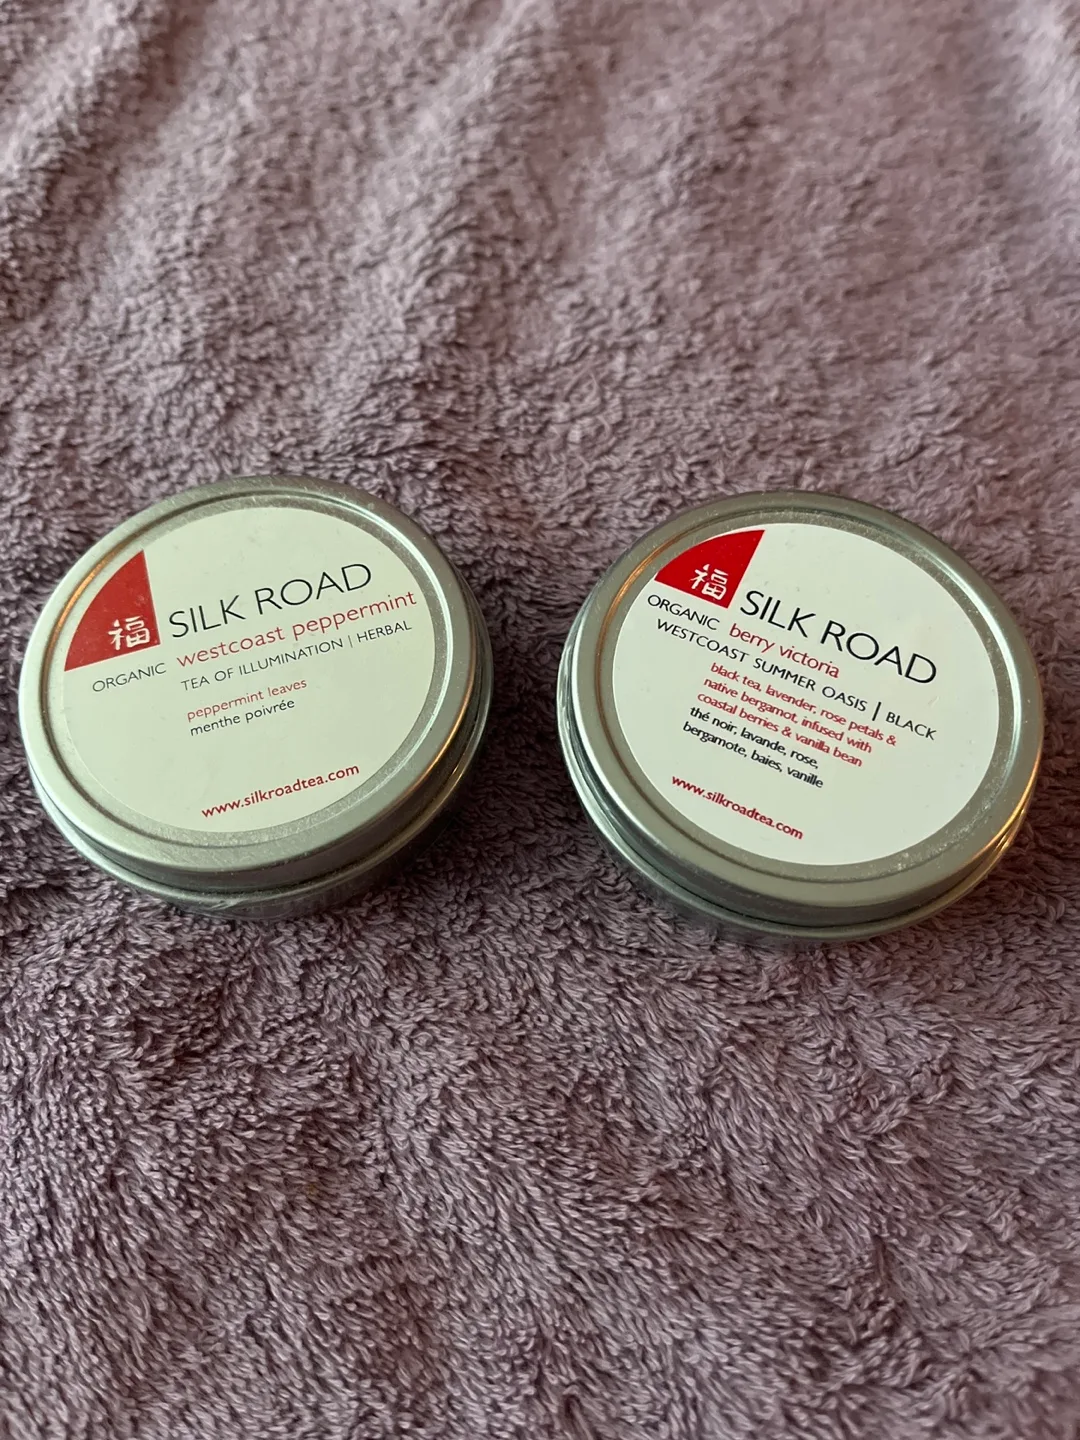 福
SILK ROAD
ORGANIC westcoast peppermint
TEA OF ILLUMINATION | HERBAL
peppermint leaves
menthe poivrée
www.silkroadtea.com
福
SILK ROAD
ORGANIC berry victoria
WESTCOAST SUMMER OASIS | BLACK
black tea, lavender, rose petals &
native bergamot, infused with
coastal berries & vanilla bean
thé noir, lavande, rose,
bergamote, baies, vanille
www.silkroadtea.com